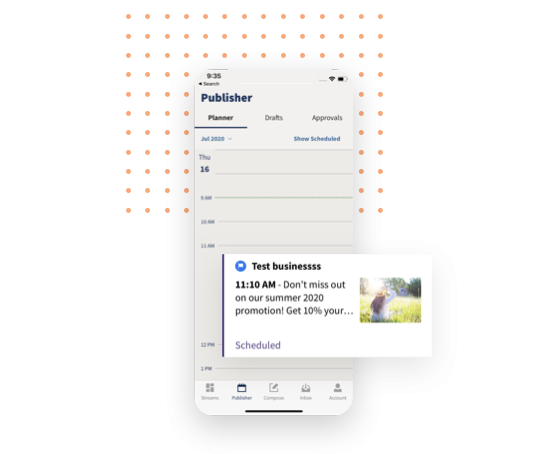 9:35
◂ Search
Publisher
Planner Drafts Approvals
Jul 2020 Show Scheduled
Thu
16
9 AM
10 AM
11 AM
Test businessss
11:10 AM - Don't miss out
on our summer 2020
promotion! Get 10% your...
Scheduled
12 PM
1 PM
Streams Publisher Compose Inbox Account